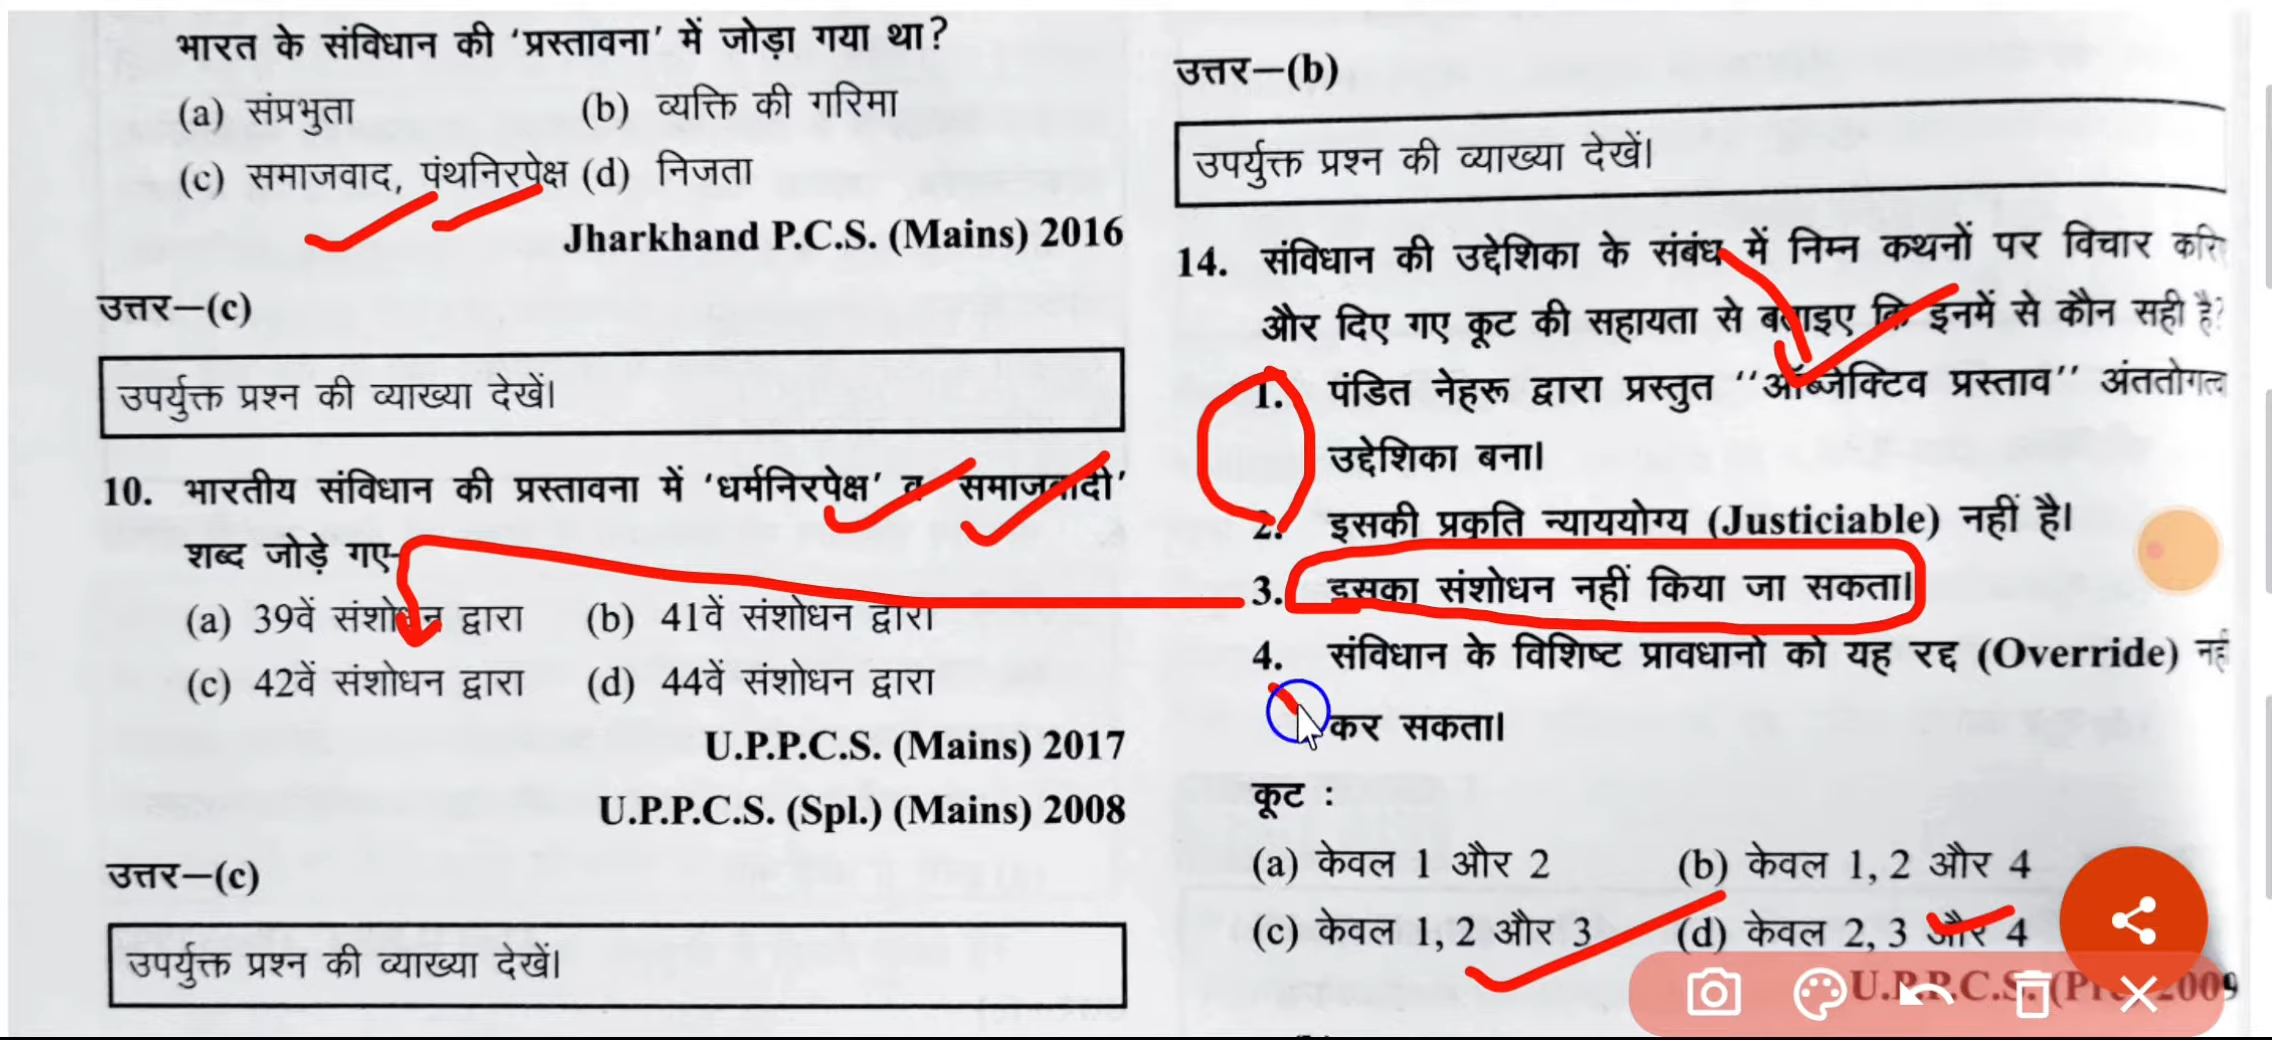 भारत के संविधान की ‘प्रस्तावना’ में जोड़ा गया था?
(a) संप्रभुता (b) व्यक्ति की गरिमा
(c) समाजवाद, पंथनिरपेक्ष (d) निजता
Jharkhand P.C.S. (Mains) 2016
उत्तर—(c)
उपर्युक्त प्रश्न की व्याख्या देखें।
10. भारतीय संविधान की प्रस्तावना में ‘धर्मनिरपेक्ष’ व ‘समाजवादी’
शब्द जोड़े गए–
(a) 39वें संशोधन द्वारा (b) 41वें संशोधन द्वारा
(c) 42वें संशोधन द्वारा (d) 44वें संशोधन द्वारा
U.P.P.C.S. (Mains) 2017
U.P.P.C.S. (Spl.) (Mains) 2008
उत्तर—(c)
उपर्युक्त प्रश्न की व्याख्या देखें।
उत्तर—(b)
उपर्युक्त प्रश्न की व्याख्या देखें।
14. संविधान की उद्देशिका के संबंध में निम्न कथनों पर विचार
और दिए गए कूट की सहायता से बताइए कि इनमें से कौन सही है?
1. पंडित नेहरू द्वारा प्रस्तुत ‘‘ऑब्जेक्टिव प्रस्ताव’’
उद्देशिका बना।
2. इसकी प्रकृति न्याययोग्य (Justiciable) नहीं है।
3. इसका संशोधन नहीं किया जा सकता।
4. संविधान के विशिष्ट प्रावधानो को यह रद्द (Override)
कर सकता।
कूट :
(a) केवल 1 और 2 (b) केवल 1, 2 और 4
(c) केवल 1, 2 और 3 (d) केवल 2, 3 और 4
U.P.P.C.S. 2009